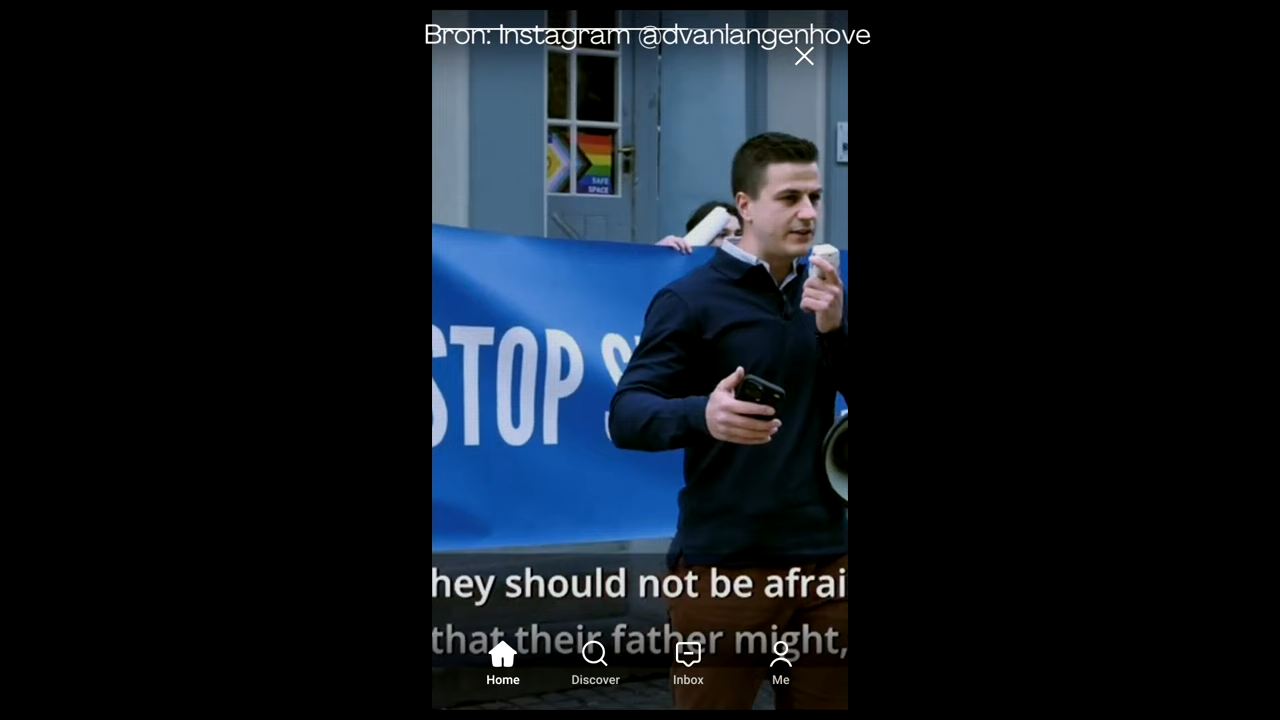 Bron: Instagram @dvanlangenhove
SAFE
SPACE
STOP S
hey should not be afrai
that their father might,
Home
Discover
Inbox
Me